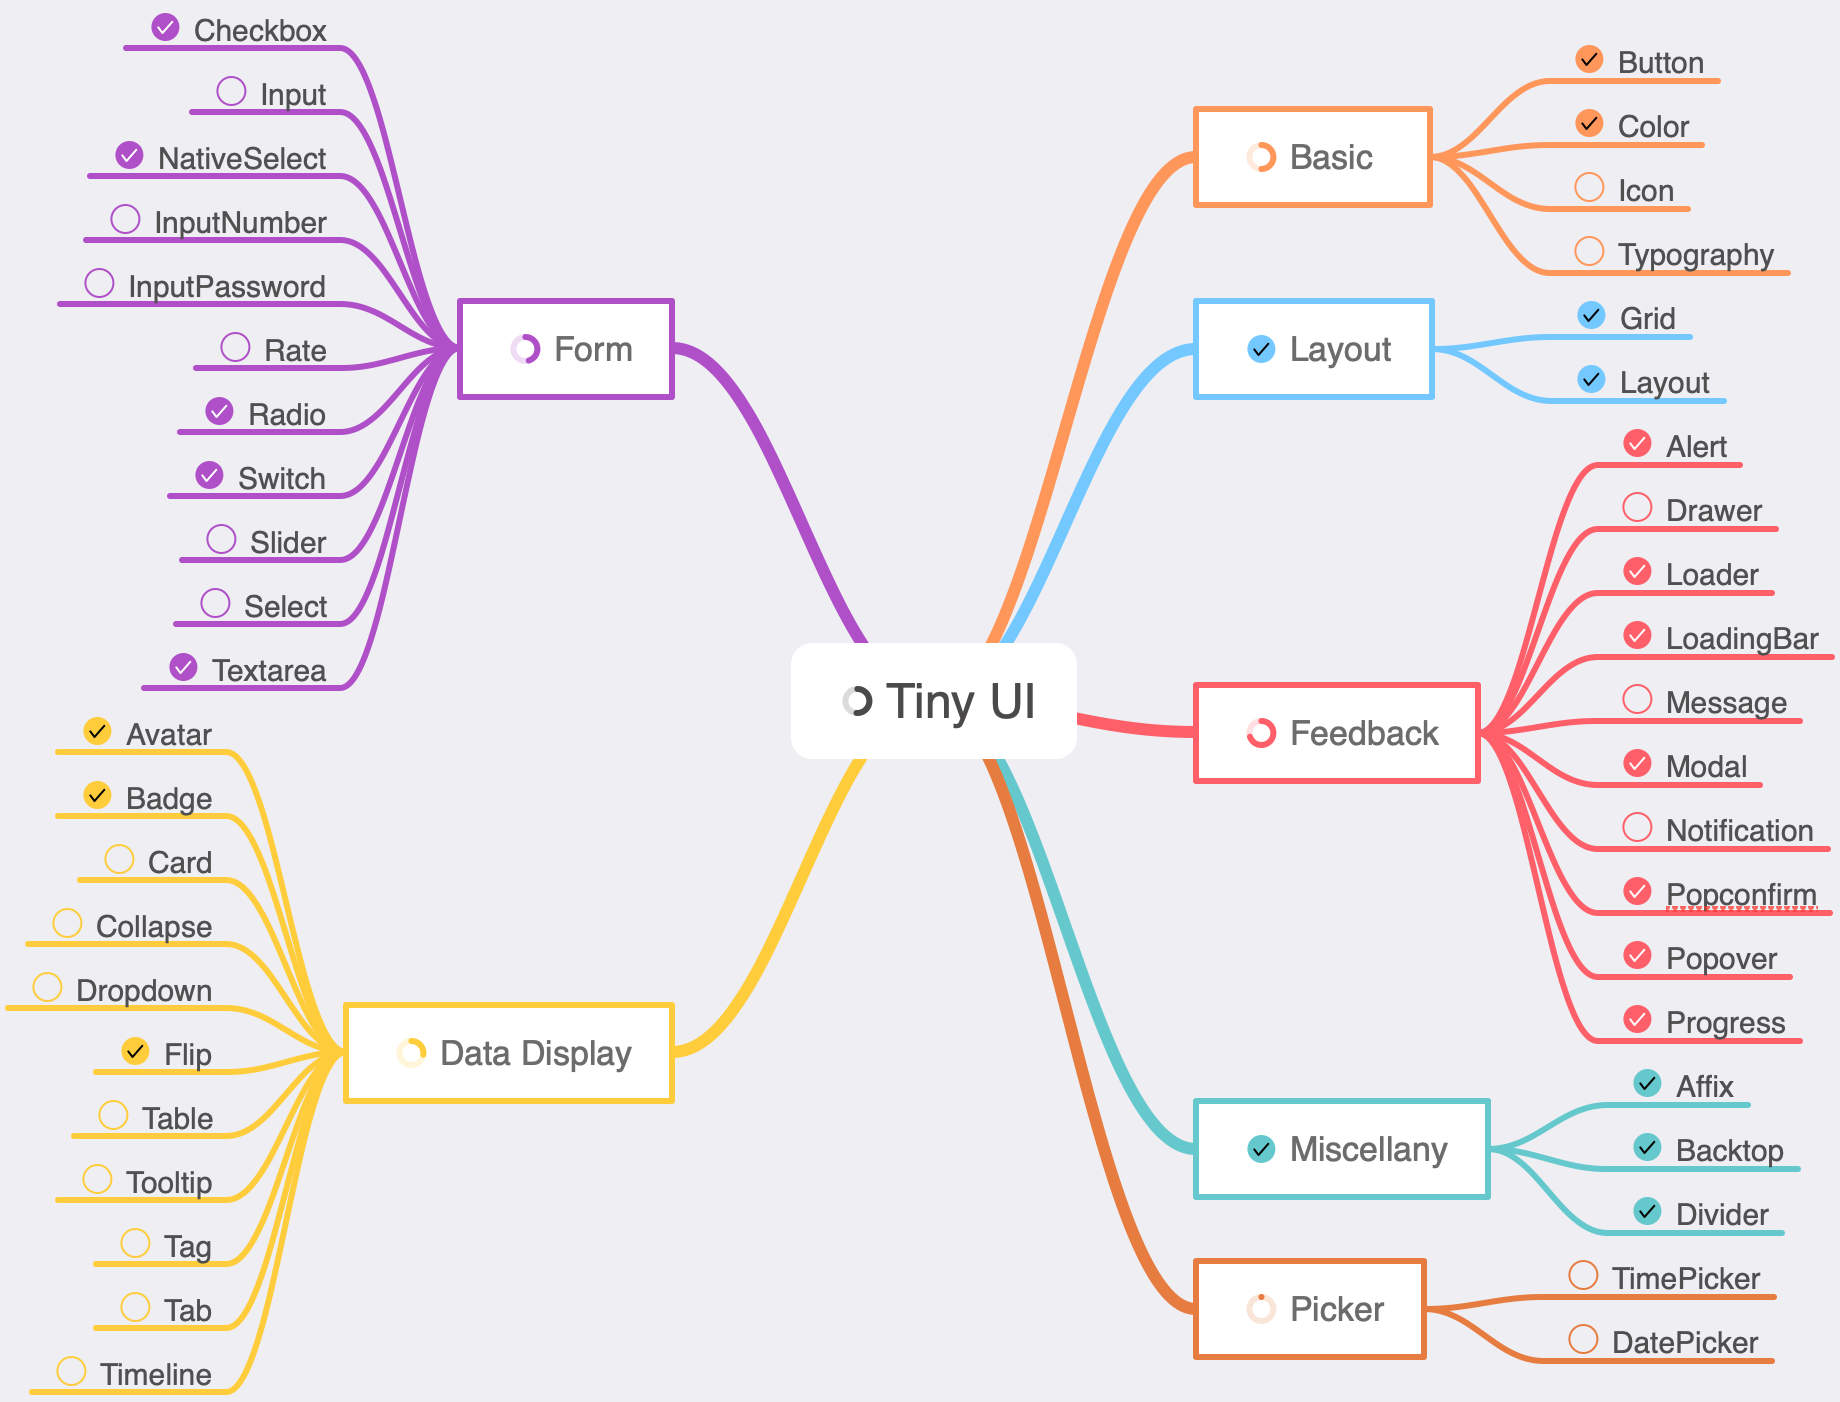 Tiny UI
Form
Checkbox
Input
NativeSelect
InputNumber
InputPassword
Rate
Radio
Switch
Slider
Select
Textarea
Data Display
Avatar
Badge
Card
Collapse
Dropdown
Flip
Table
Tooltip
Tag
Tab
Timeline
Basic
Button
Color
Icon
Typography
Layout
Grid
Layout
Feedback
Alert
Drawer
Loader
LoadingBar
Message
Modal
Notification
Popconfirm
Popover
Progress
Miscellany
Affix
Backtop
Divider
Picker
TimePicker
DatePicker